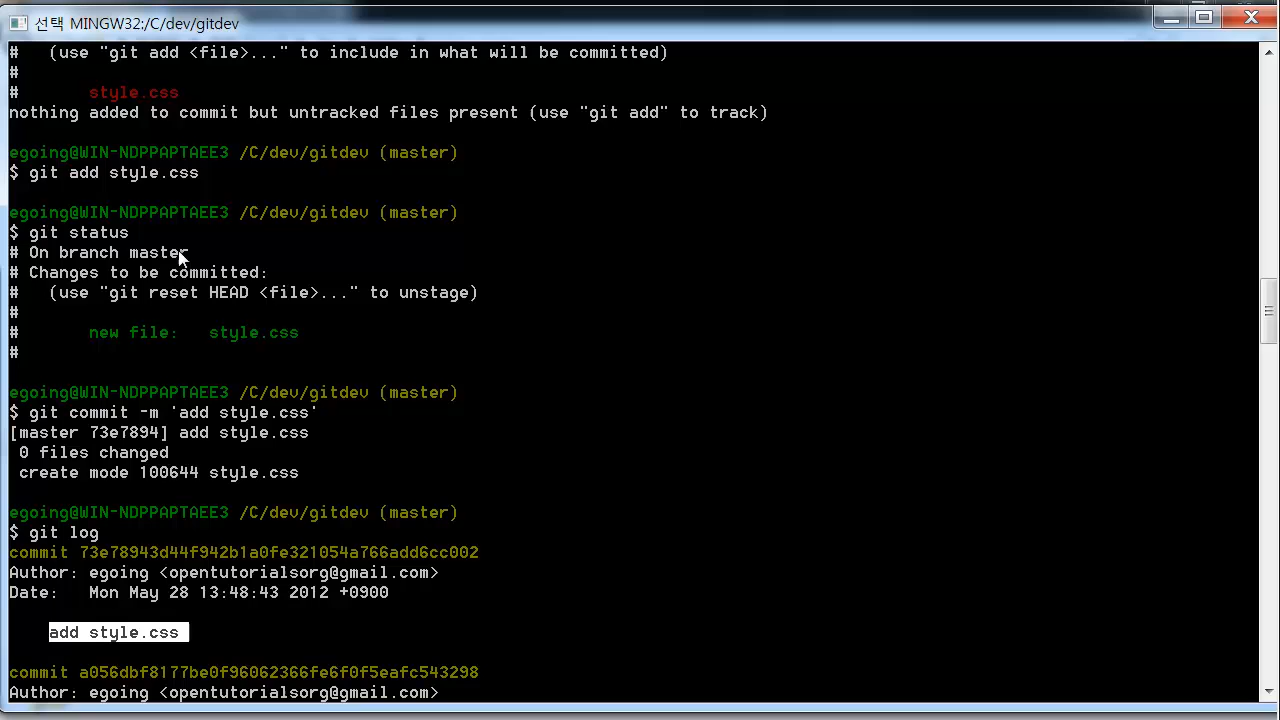 선택 MINGW32:/C/dev/gitdev
#   (use "git add <file>..." to include in what will be committed)
#
#       style.css
nothing added to commit but untracked files present (use "git add" to track)
egoing@WIN-NDPPAPTAEE3 /C/dev/gitdev (master)
$ git add style.css
egoing@WIN-NDPPAPTAEE3 /C/dev/gitdev (master)
$ git status
# On branch master
# Changes to be committed:
#   (use "git reset HEAD <file>..." to unstage)
#
#       new file:   style.css
#
egoing@WIN-NDPPAPTAEE3 /C/dev/gitdev (master)
$ git commit -m 'add style.css'
[master 73e7894] add style.css
 0 files changed
 create mode 100644 style.css
egoing@WIN-NDPPAPTAEE3 /C/dev/gitdev (master)
$ git log
commit 73e78943d44f942b1a0fe321054a766add6cc002
Author: egoing <opentutorialsorg@gmail.com>
Date:   Mon May 28 13:48:43 2012 +0900
    add style.css
commit a056dbf8177be0f96062366fe6f0f5eafc543298
Author: egoing <opentutorialsorg@gmail.com>